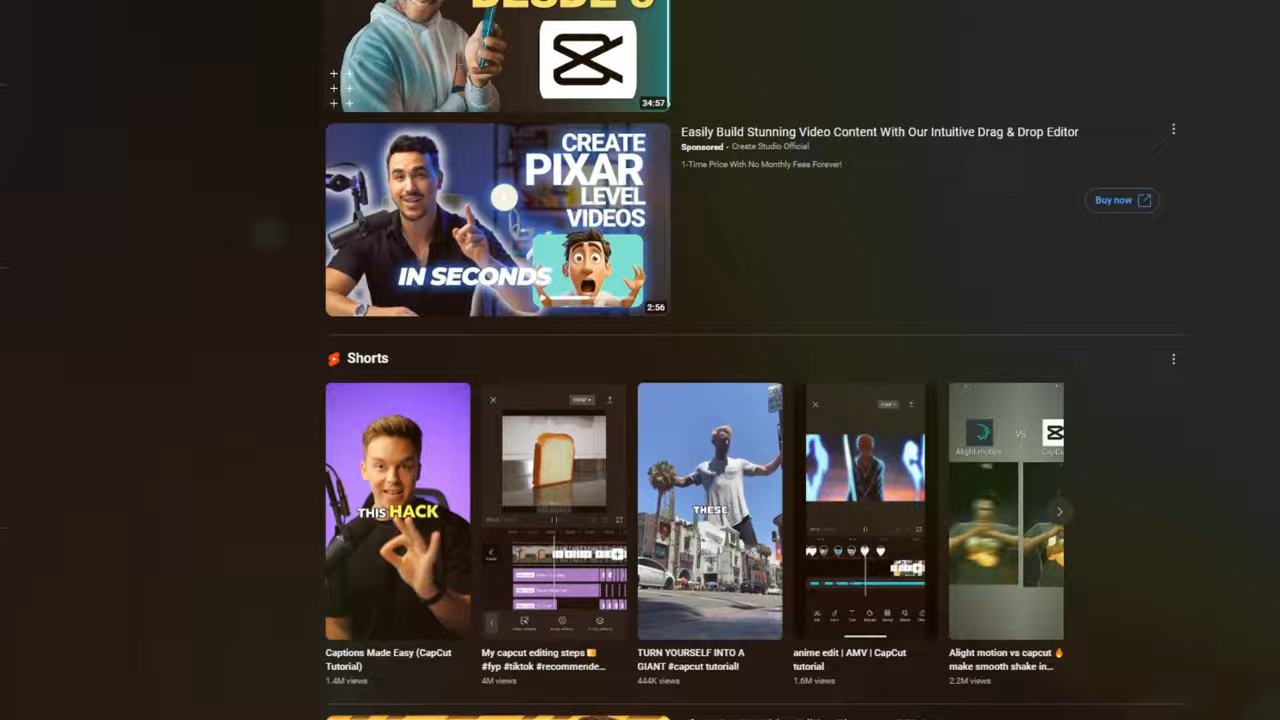 DESDE 0
34:57
CREATE
PIXAR
LEVEL
VIDEOS
IN SECONDS
2:56
Easily Build Stunning Video Content With Our Intuitive Drag & Drop Editor
Sponsored · Create Studio Official
1-Time Price With No Monthly Fees Forever!
Buy now
Shorts
THIS HACK
THESE
Alight motion
Vs
CapCu
Captions Made Easy (CapCut
Tutorial)
1.4M views
My capcut editing steps
#fyp #tiktok #recommende...
4M views
TURN YOURSELF INTO A
GIANT #capcut tutorial!
444K views
anime edit | AMV | CapCut
tutorial
1.6M views
Alight motion vs capcut 🔥
make smooth shake in...
2.2M views